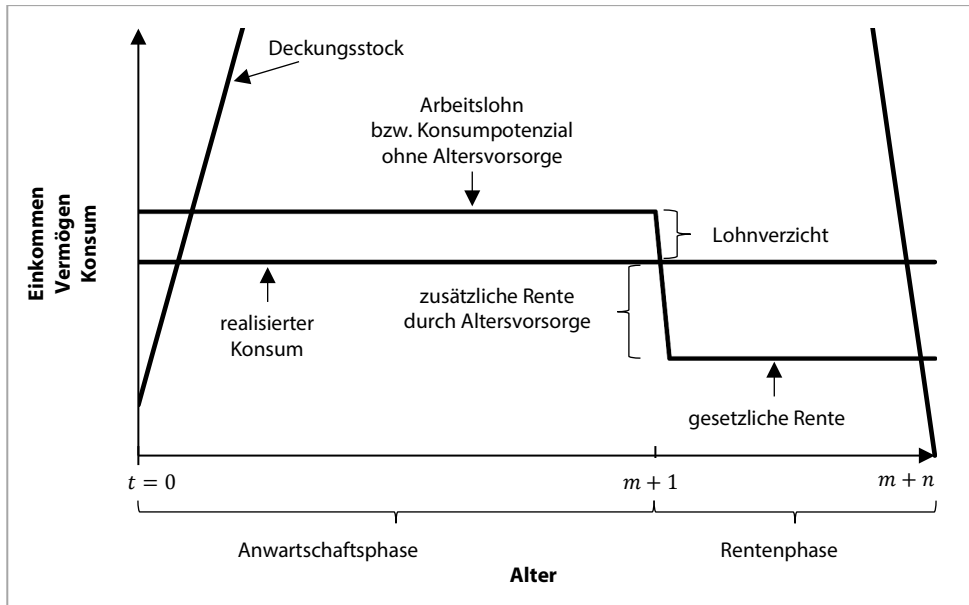 Deckungsstock
Arbeitslohn
bzw. Konsumpotenzial
ohne Altersvorsorge
Einkommen
Vermögen
Konsum
Lohnverzicht
zusätzliche Rente
durch Altersvorsorge
realisierter
Konsum
gesetzliche Rente
t = 0
m + 1
m + n
Anwartschaftsphase
Rentenphase
Alter